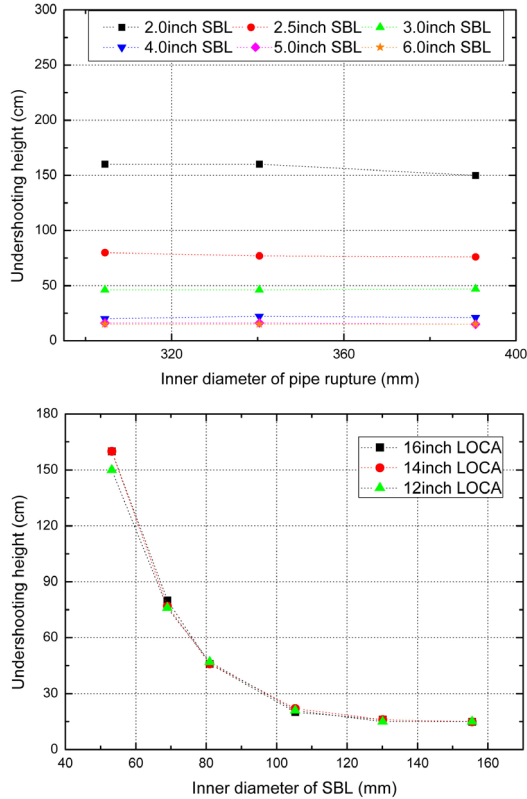 300
2.0inch SBL 2.5inch SBL 3.0inch SBL
4.0inch SBL 5.0inch SBL 6.0inch SBL
250
200
150
100
50
0
Undershooting height (cm)
320 360 400
Inner diameter of pipe rupture (mm)
180
16inch LOCA
14inch LOCA
12inch LOCA
150
120
90
60
30
0
Undershooting height (cm)
40 60 80 100 120 140 160
Inner diameter of SBL (mm)